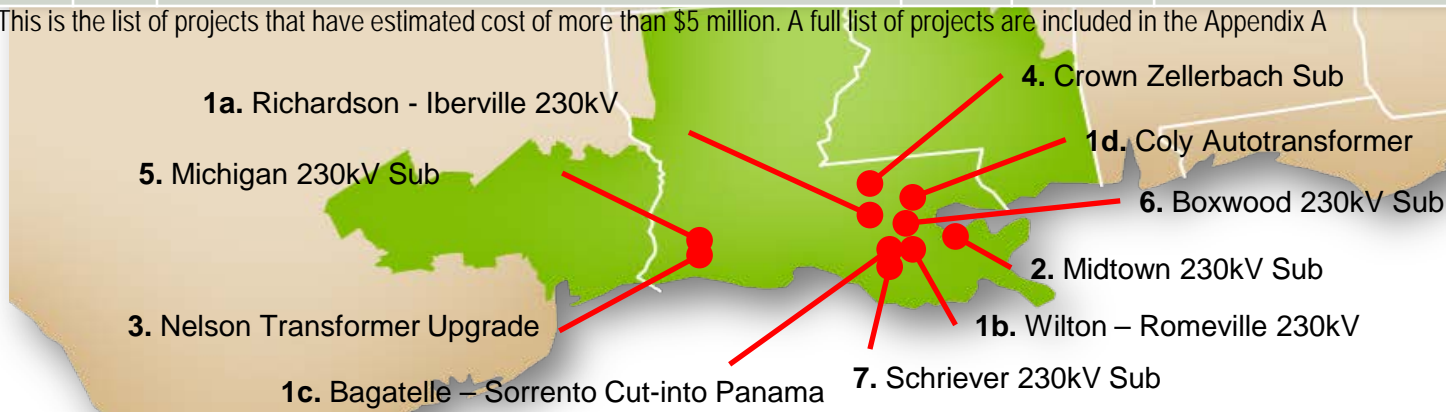 This is the list of projects that have estimated cost of more than $5 million. A full list of projects are included in the Appendix A
4. Crown Zellerbach Sub
1a. Richardson - Iberville 230kV
1d. Coly Autotransformer
5. Michigan 230kV Sub
6. Boxwood 230kV Sub
2. Midtown 230kV Sub
3. Nelson Transformer Upgrade
1b. Wilton – Romeville 230kV
7. Schriever 230kV Sub
1c. Bagatelle – Sorrento Cut-into Panama